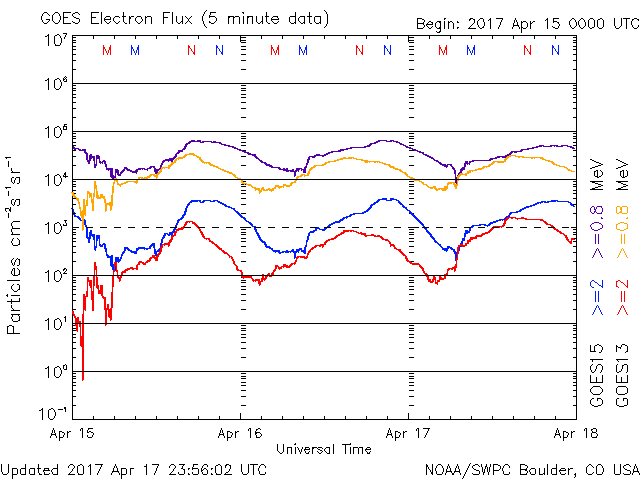 GOES Electron Flux (5 minute data)
Begin: 2017 Apr 15 0000 UTC
M M N N M M N N M M N N
10⁷
10⁶
10⁵
10⁴
10³
10²
10¹
10⁰
10⁻¹
Particles cm⁻²s⁻¹sr⁻¹
Apr 15 Apr 16 Apr 17 Apr 18
Universal Time
GOES15 >=2 >=0.8 MeV
GOES13 >=2 >=0.8 MeV
Updated 2017 Apr 17 23:56:02 UTC
NOAA/SWPC Boulder, CO USA